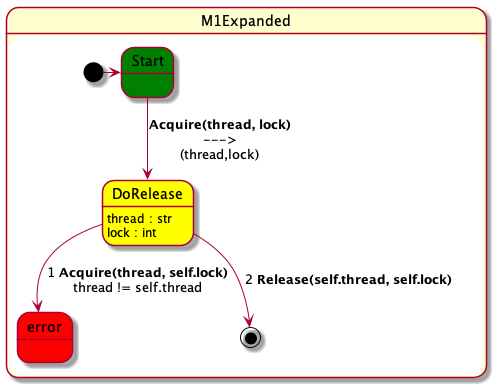 M1Expanded
Start
Acquire(thread, lock)
--->
(thread,lock)
DoRelease
thread : str
lock : int
1 Acquire(thread, self.lock)
thread != self.thread
2 Release(self.thread, self.lock)
error